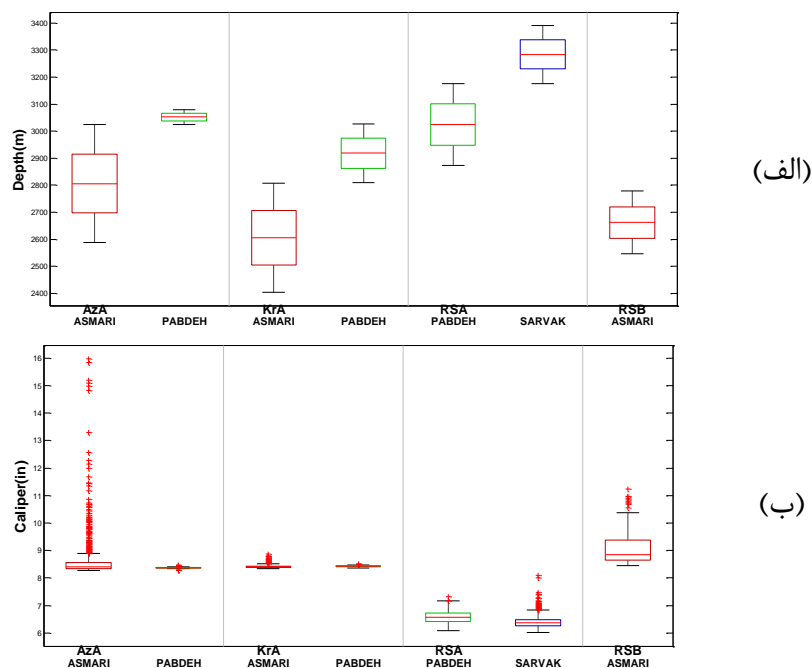 3400
3300
3200
3100
3000
2900
2800
2700
2600
2500
2400
Depth(m)
AzA KrA RSA RSB
ASMARI PABDEH ASMARI PABDEH PABDEH SARVAK ASMARI
(الف)
16
15
14
13
12
11
10
9
8
7
6
Caliper(in)
AzA KrA RSA RSB
ASMARI PABDEH ASMARI PABDEH PABDEH SARVAK ASMARI
(ب)